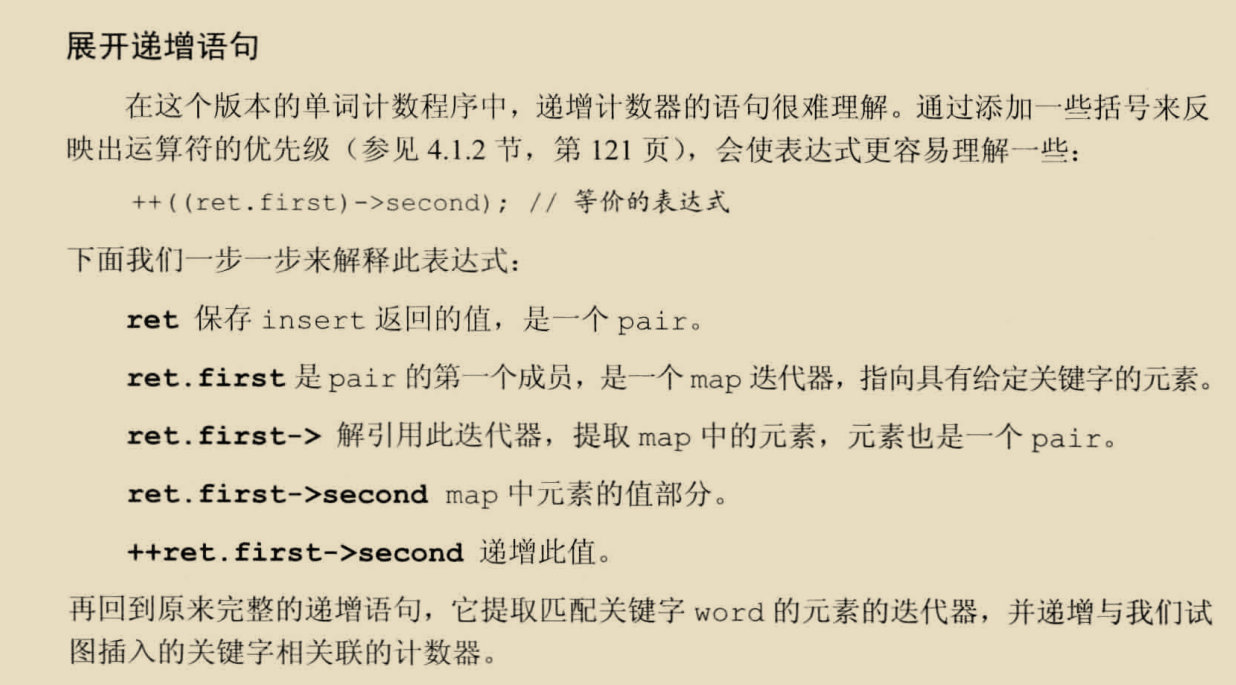 展开递增语句
在这个版本的单词计数程序中，递增计数器的语句很难理解。通过添加一些括号来反
映出运算符的优先级（参见 4.1.2 节，第 121 页），会使表达式更容易理解一些：
++((ret.first)->second); // 等价的表达式
下面我们一步一步来解释此表达式：
ret 保存 insert 返回的值，是一个 pair。
ret.first 是 pair 的第一个成员，是一个 map 迭代器，指向具有给定关键字的元素。
ret.first-> 解引用此迭代器，提取 map 中的元素，元素也是一个 pair。
ret.first->second map 中元素的值部分。
++ret.first->second 递增此值。
再回到原来完整的递增语句，它提取匹配关键字 word 的元素的迭代器，并递增与我们试
图插入的关键字相关联的计数器。